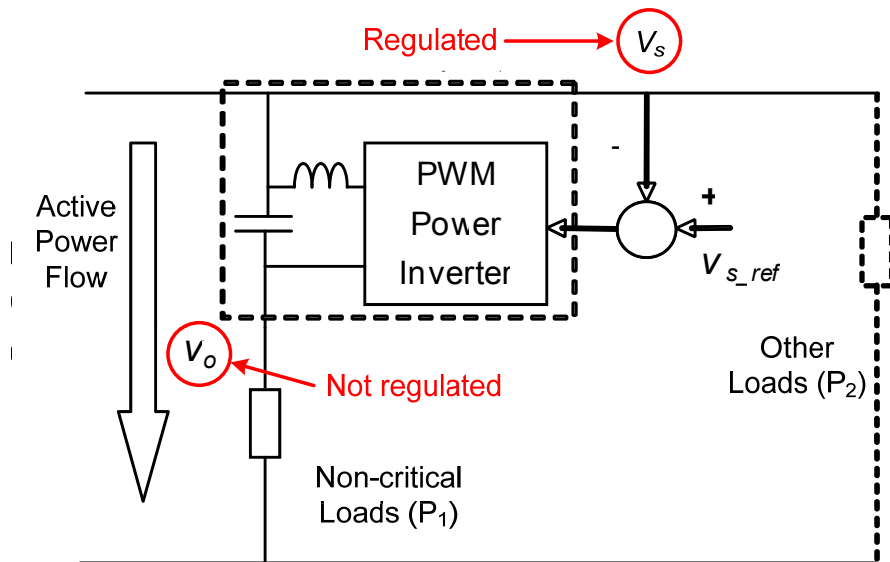 Regulated
Vs
PWM
Power
Inverter
-
+
Vs_ref
Active
Power
Flow
Vo
Not regulated
Other
Loads (P2)
Non-critical
Loads (P1)